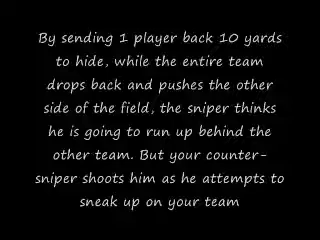 By sending 1 player back 10 yards
to hide, while the entire team
drops back and pushes the other
side of the field, the sniper thinks
he is going to run up behind the
other team. But your counter-
sniper shoots him as he attempts to
sneak up on your team